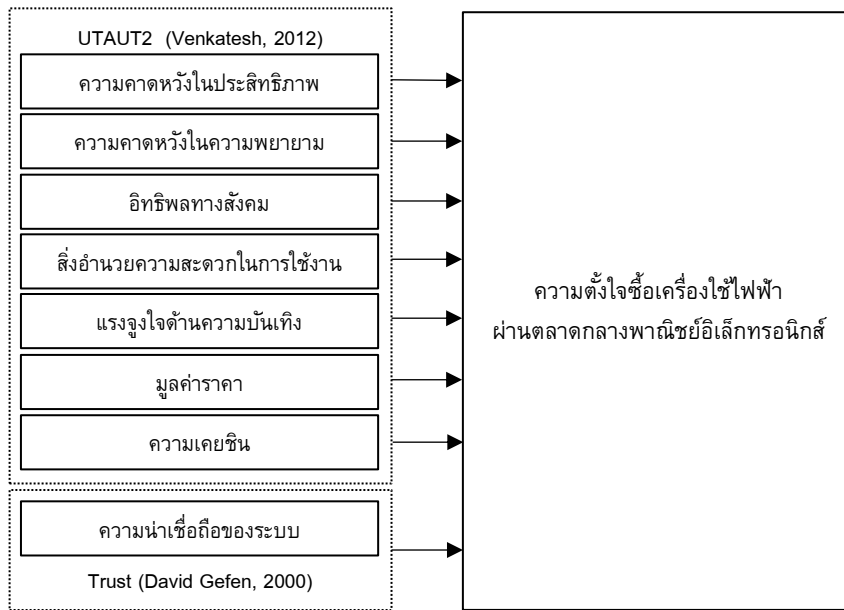 UTAUT2 (Venkatesh, 2012)
ความคาดหวังในประสิทธิภาพ
ความคาดหวังในความพยายาม
อิทธิพลทางสังคม
สิ่งอำนวยความสะดวกในการใช้งาน
แรงจูงใจด้านความบันเทิง
มูลค่าราคา
ความเคยชิน
ความน่าเชื่อถือของระบบ
Trust (David Gefen, 2000)
ความตั้งใจซื้อเครื่องใช้ไฟฟ้า
ผ่านตลาดกลางพาณิชย์อิเล็กทรอนิกส์